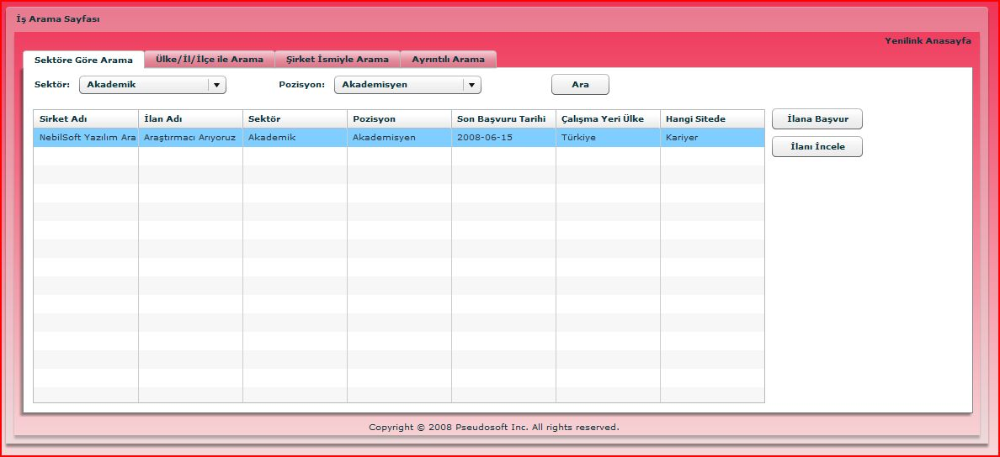 İş Arama Sayfası
Yenilink Anasayfa
Sektöre Göre Arama Ülke/İl/İlçe ile Arama Şirket İsmiyle Arama Ayrıntılı Arama
Sektör: Akademik Pozisyon: Akademisyen Ara
Sirket Adı İlan Adı Sektör Pozisyon Son Başvuru Tarihi Çalışma Yeri Ülke Hangi Sitede İlana Başvur
NebilSoft Yazılım Ara Araştırmacı Arıyoruz Akademik Akademisyen 2008-06-15 Türkiye Kariyer
İlanı İncele
Copyright © 2008 Pseudosoft Inc. All rights reserved.